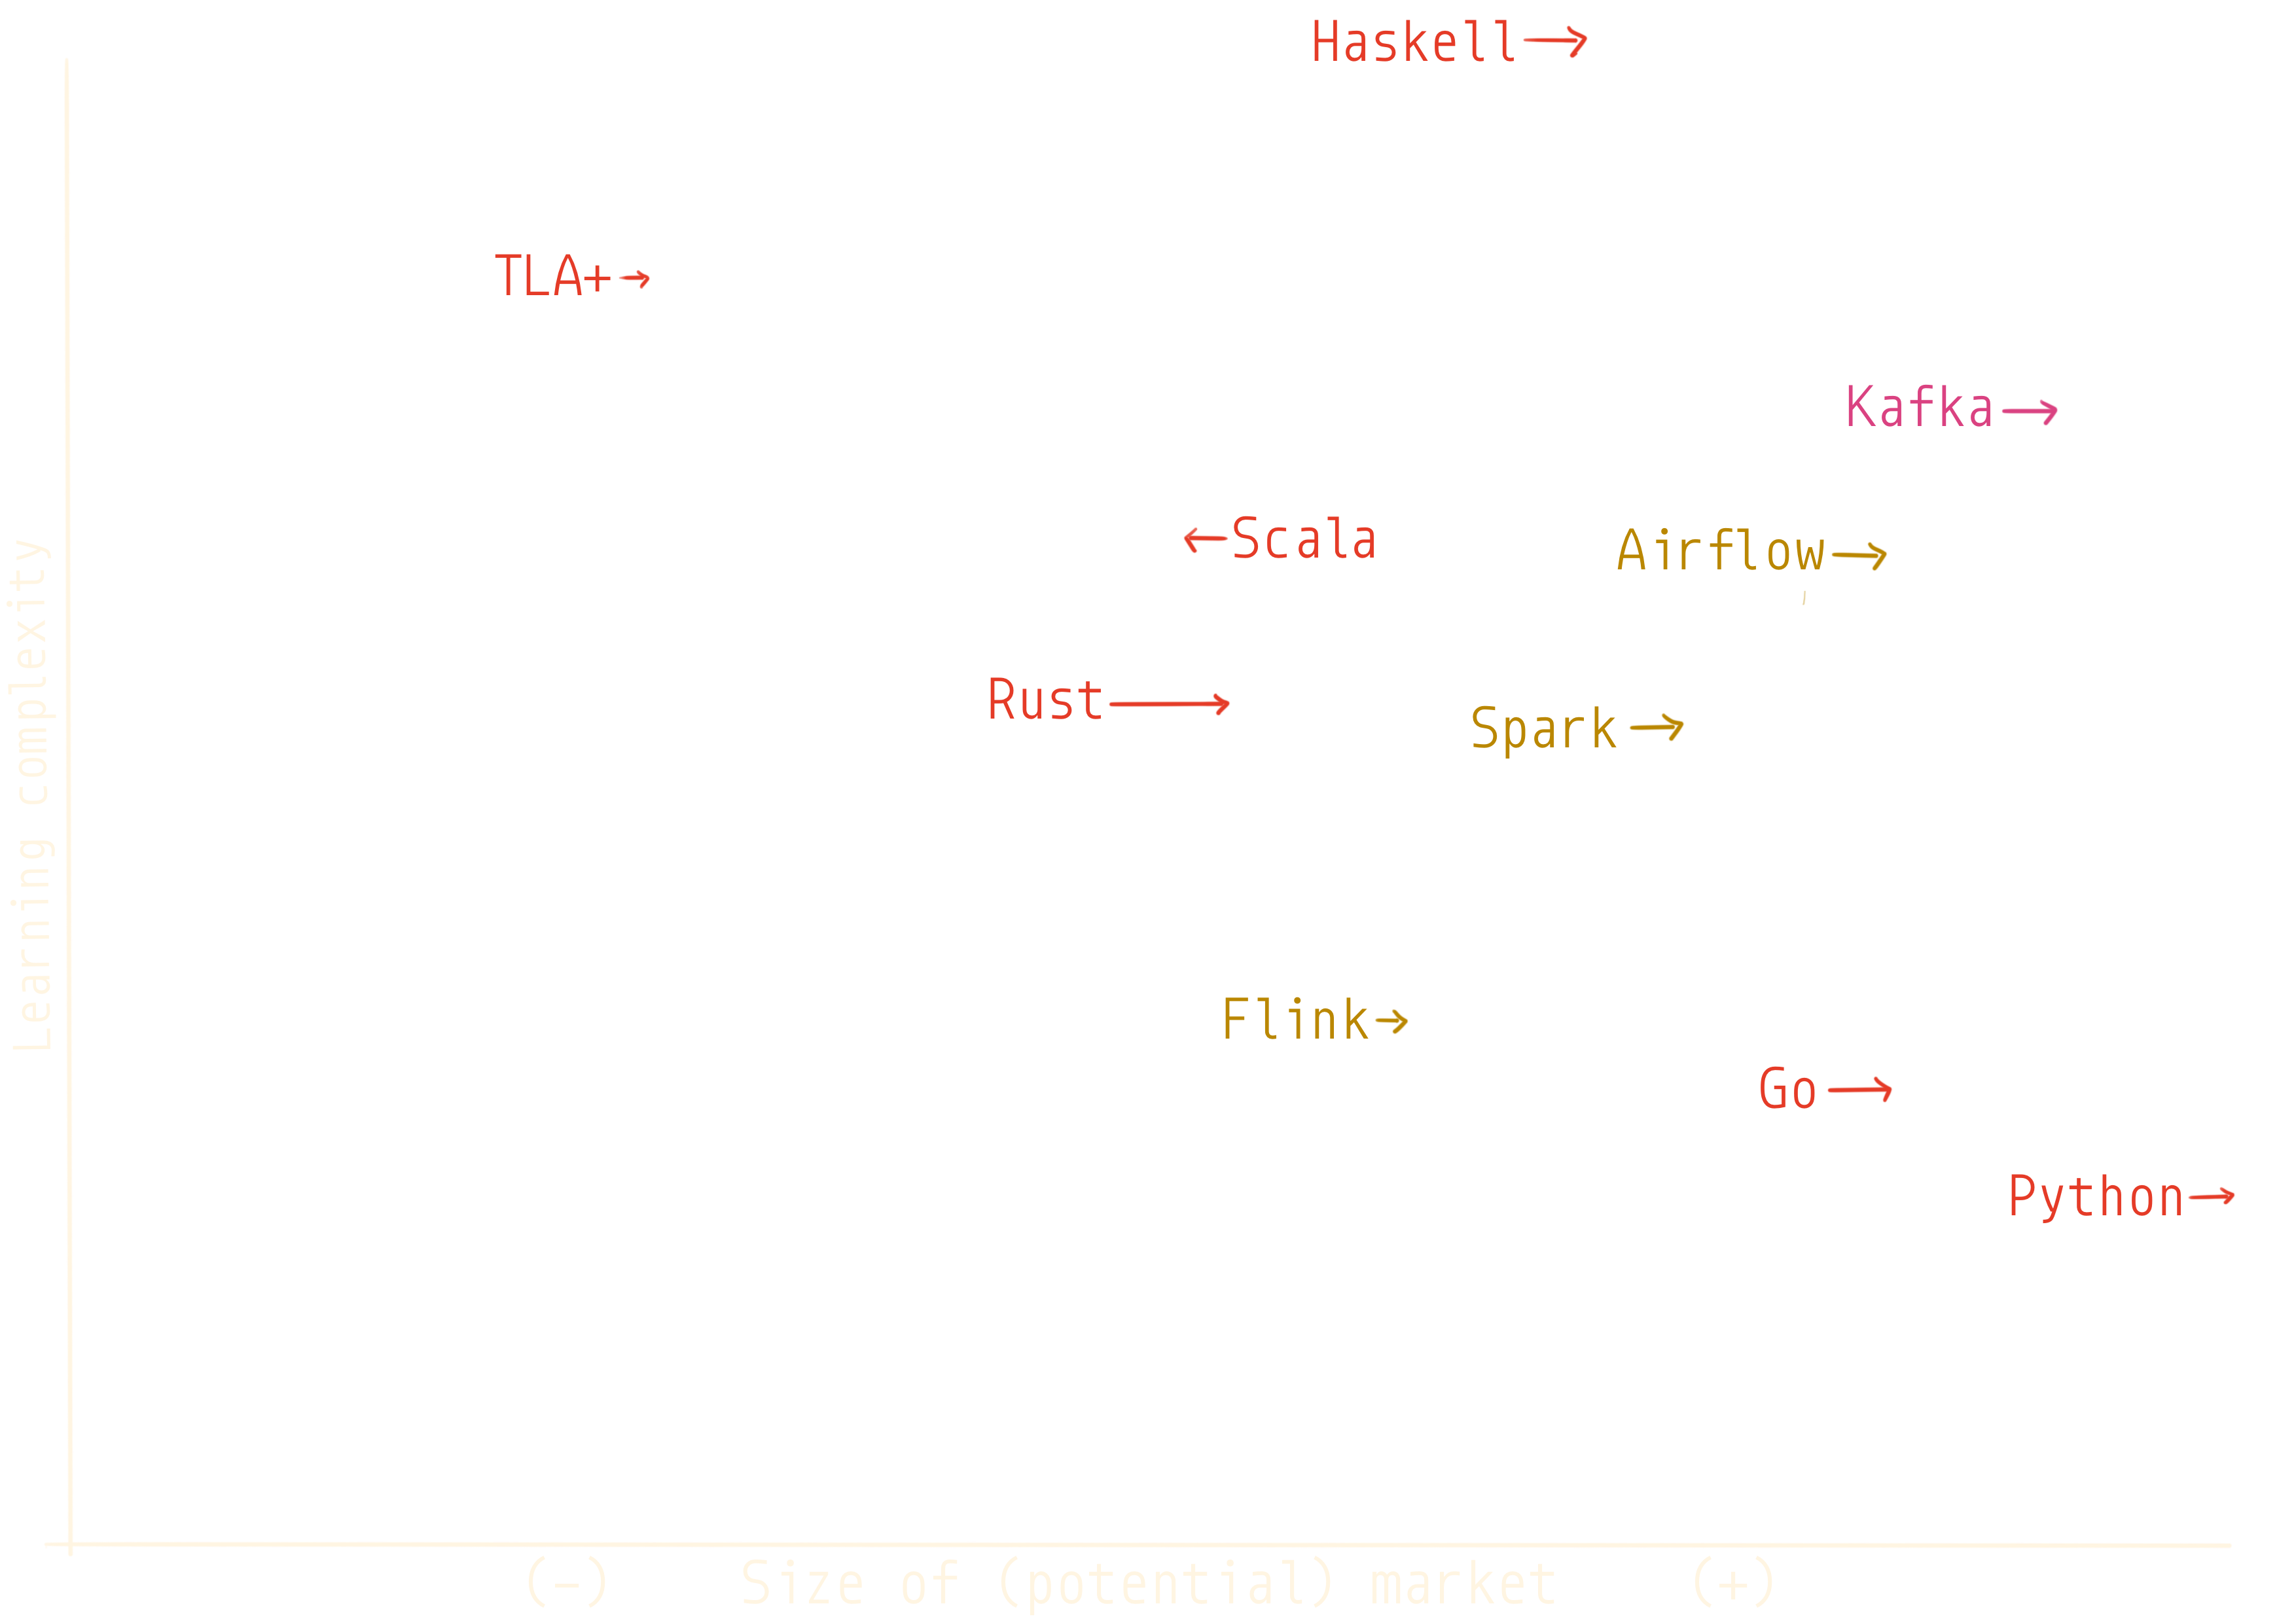 Haskell
TLA+
Kafka
Scala
Airflow
Rust
Spark
Learning complexity
Flink
Go
Python
(-) Size of (potential) market (+)